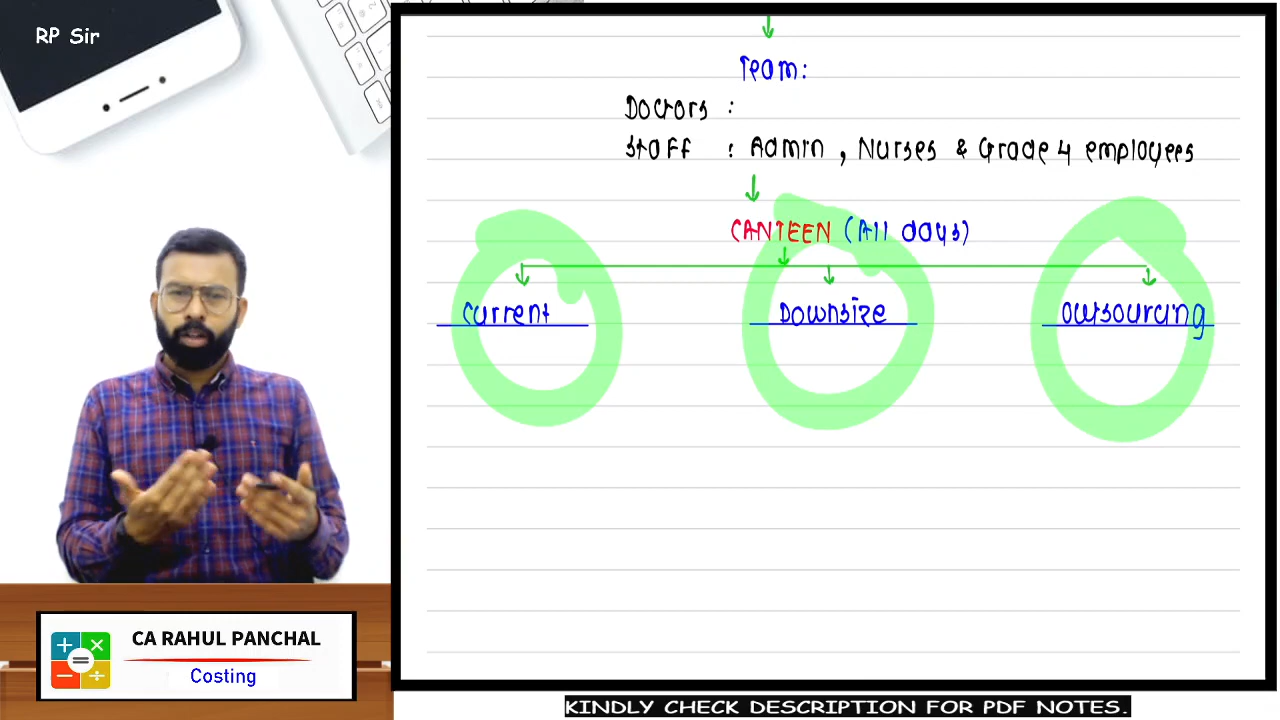 RP Sir
Team:
Doctors :
Staff : Admin , Nurses & Grade 4 employees
CANTEEN (All days)
Current
Downsize
Outsourcing
CA RAHUL PANCHAL
Costing
KINDLY CHECK DESCRIPTION FOR PDF NOTES.